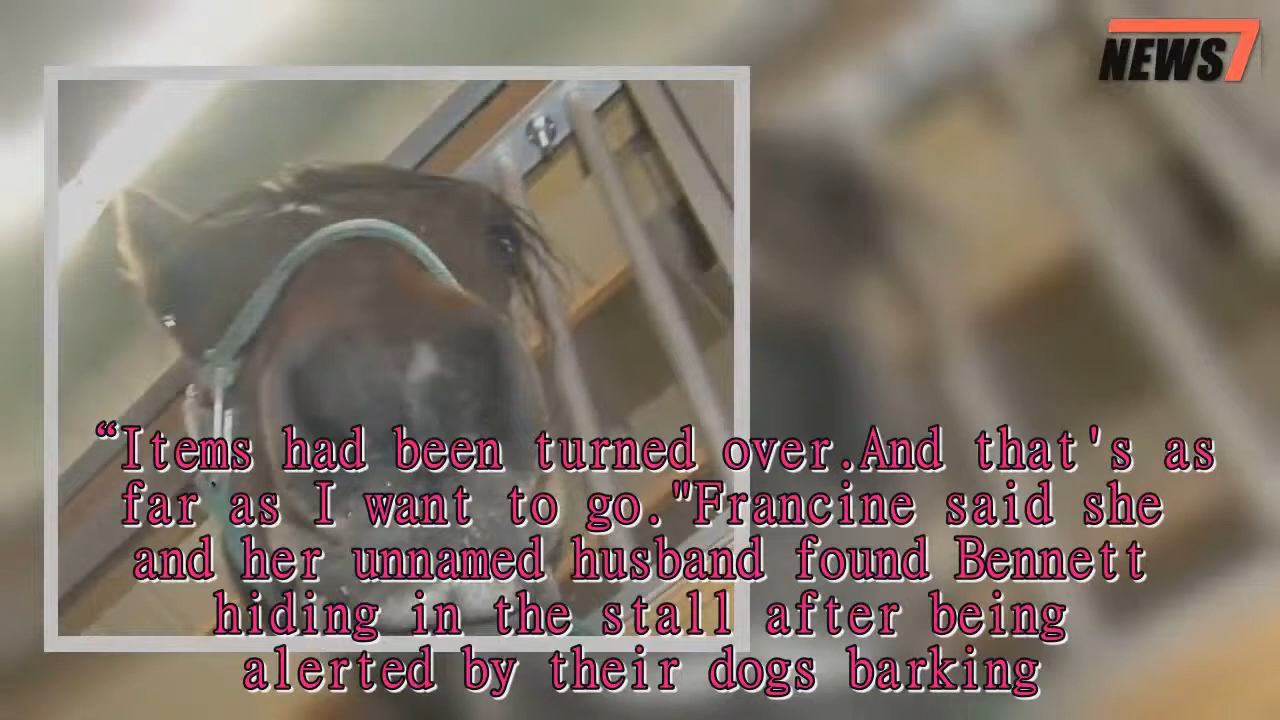 NEWS7
“Items had been turned over.And that's as
far as I want to go."Francine said she
and her unnamed husband found Bennett
hiding in the stall after being
alerted by their dogs barking